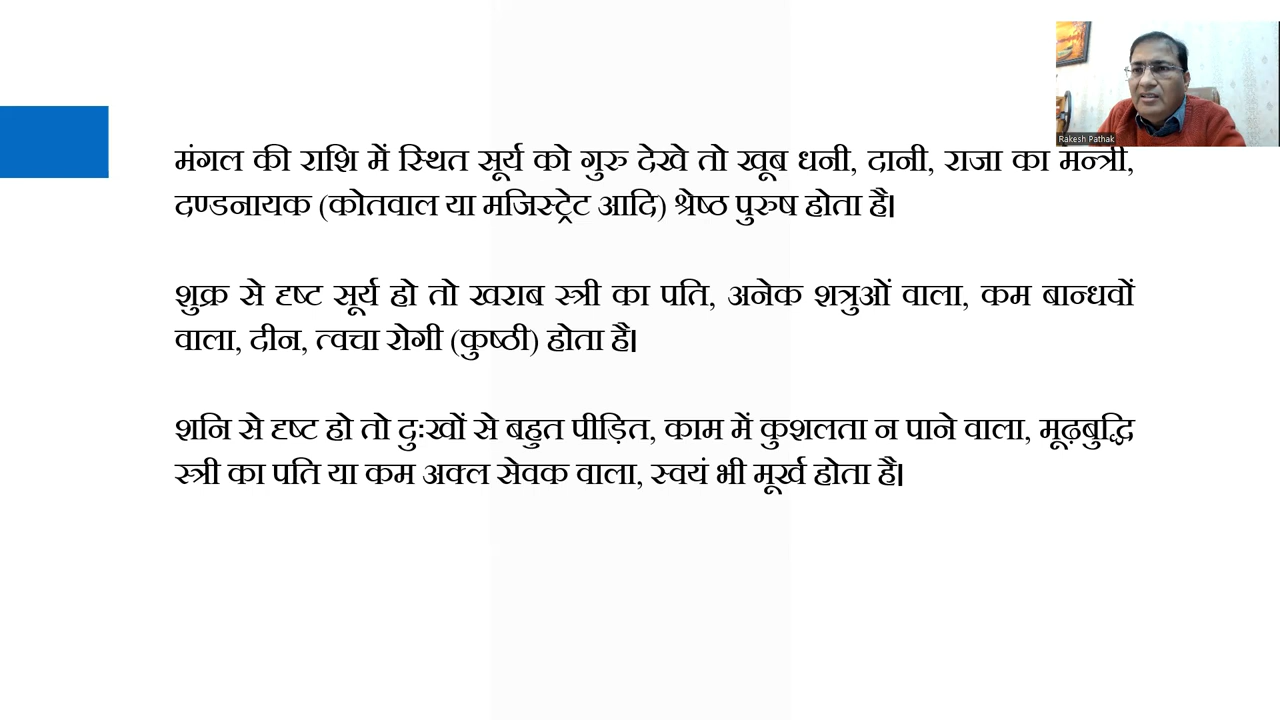 Rakesh Pathak
मंगल की राशि में स्थित सूर्य को गुरु देखे तो खूब धनी, दानी, राजा का मन्त्री,
दण्डनायक (कोतवाल या मजिस्ट्रेट आदि) श्रेष्ठ पुरुष होता है।
शुक्र से दृष्ट सूर्य हो तो खराब स्त्री का पति, अनेक शत्रुओं वाला, कम बान्धवों
वाला, दीन, त्वचा रोगी (कुष्ठी) होता है।
शनि से दृष्ट हो तो दुःखों से बहुत पीड़ित, काम में कुशलता न पाने वाला, मूढ़बुद्धि
स्त्री का पति या कम अक्ल सेवक वाला, स्वयं भी मूर्ख होता है।